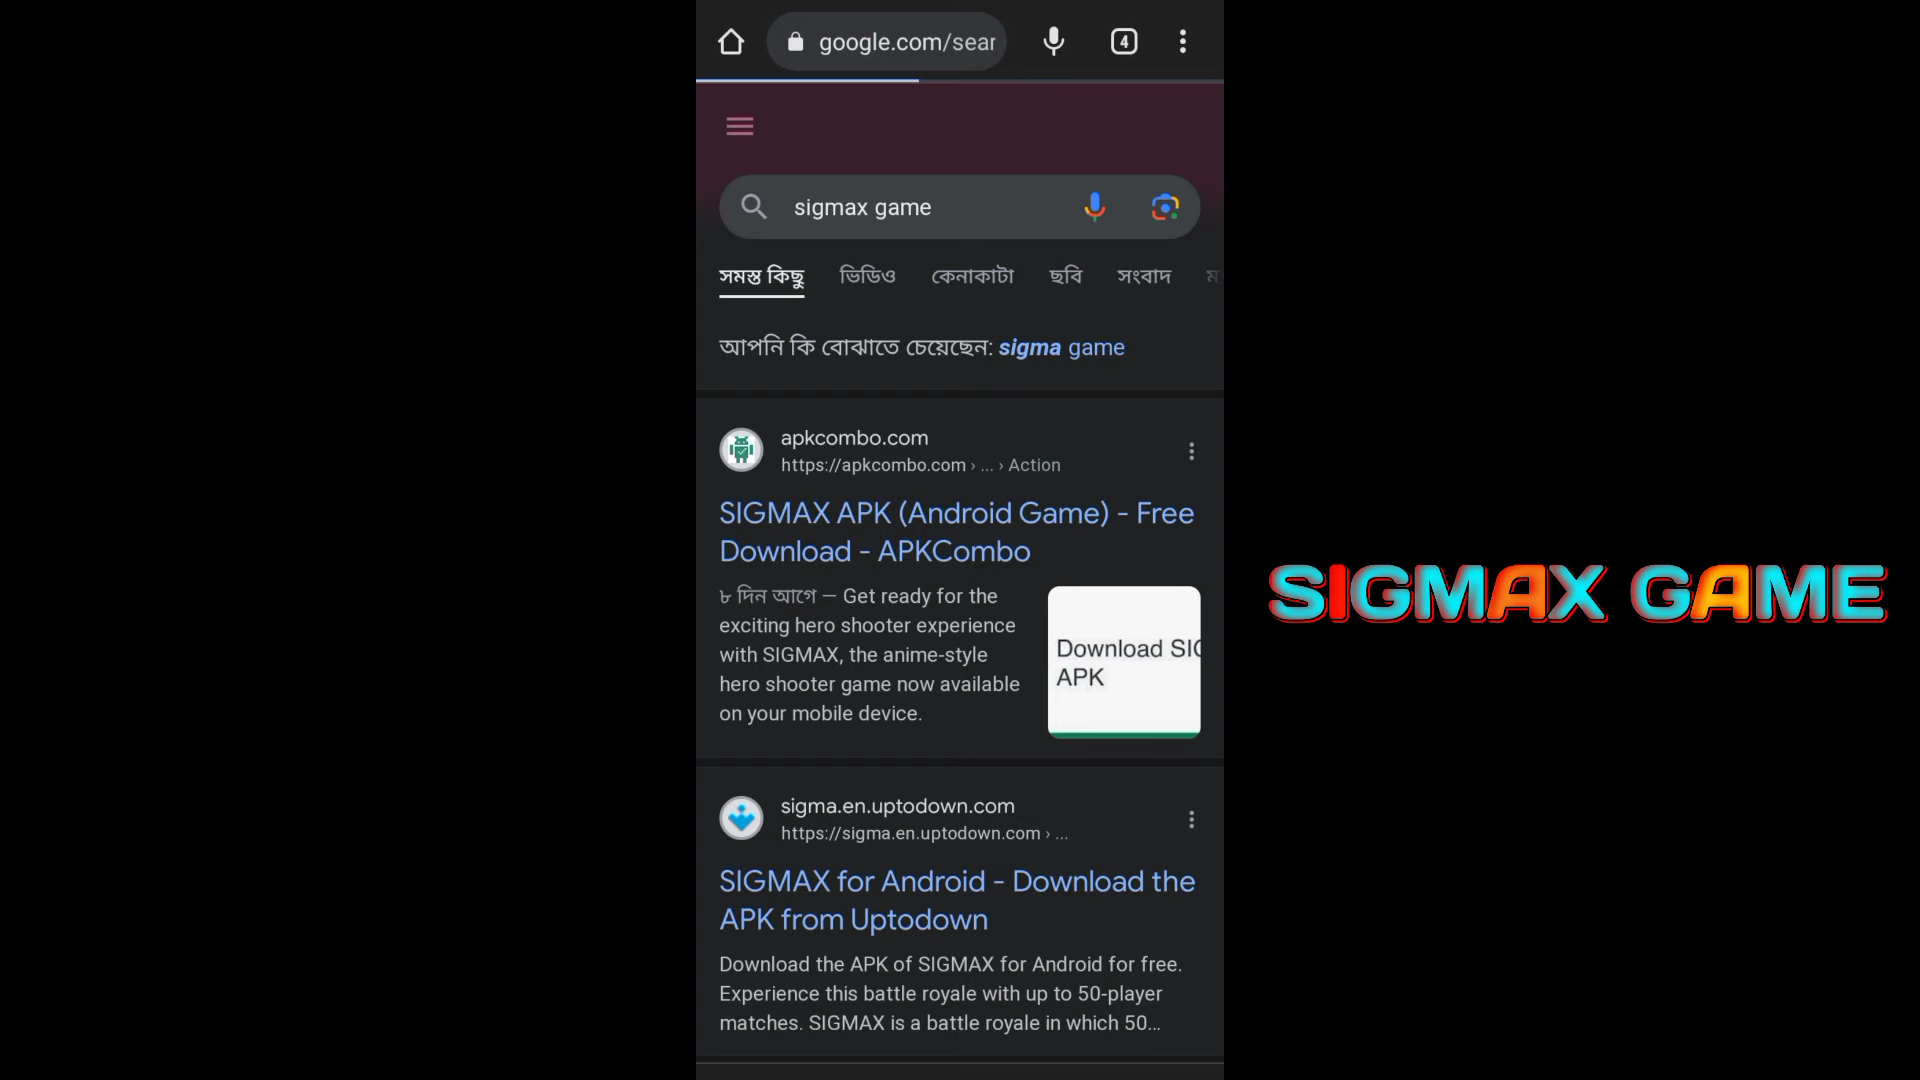 google.com/sear
4
sigmax game
সমস্ত কিছু ভিডিও কেনাকাটা ছবি সংবাদ
আপনি কি বোঝাতে চেয়েছেন: sigma game
apkcombo.com
https://apkcombo.com › ... › Action
SIGMAX APK (Android Game) - Free
Download - APKCombo
৮ দিন আগে — Get ready for the
exciting hero shooter experience
with SIGMAX, the anime-style
hero shooter game now available
on your mobile device.
Download SIG
APK
SIGMAX GAME
sigma.en.uptodown.com
https://sigma.en.uptodown.com › ...
SIGMAX for Android - Download the
APK from Uptodown
Download the APK of SIGMAX for Android for free.
Experience this battle royale with up to 50-player
matches. SIGMAX is a battle royale in which 50...